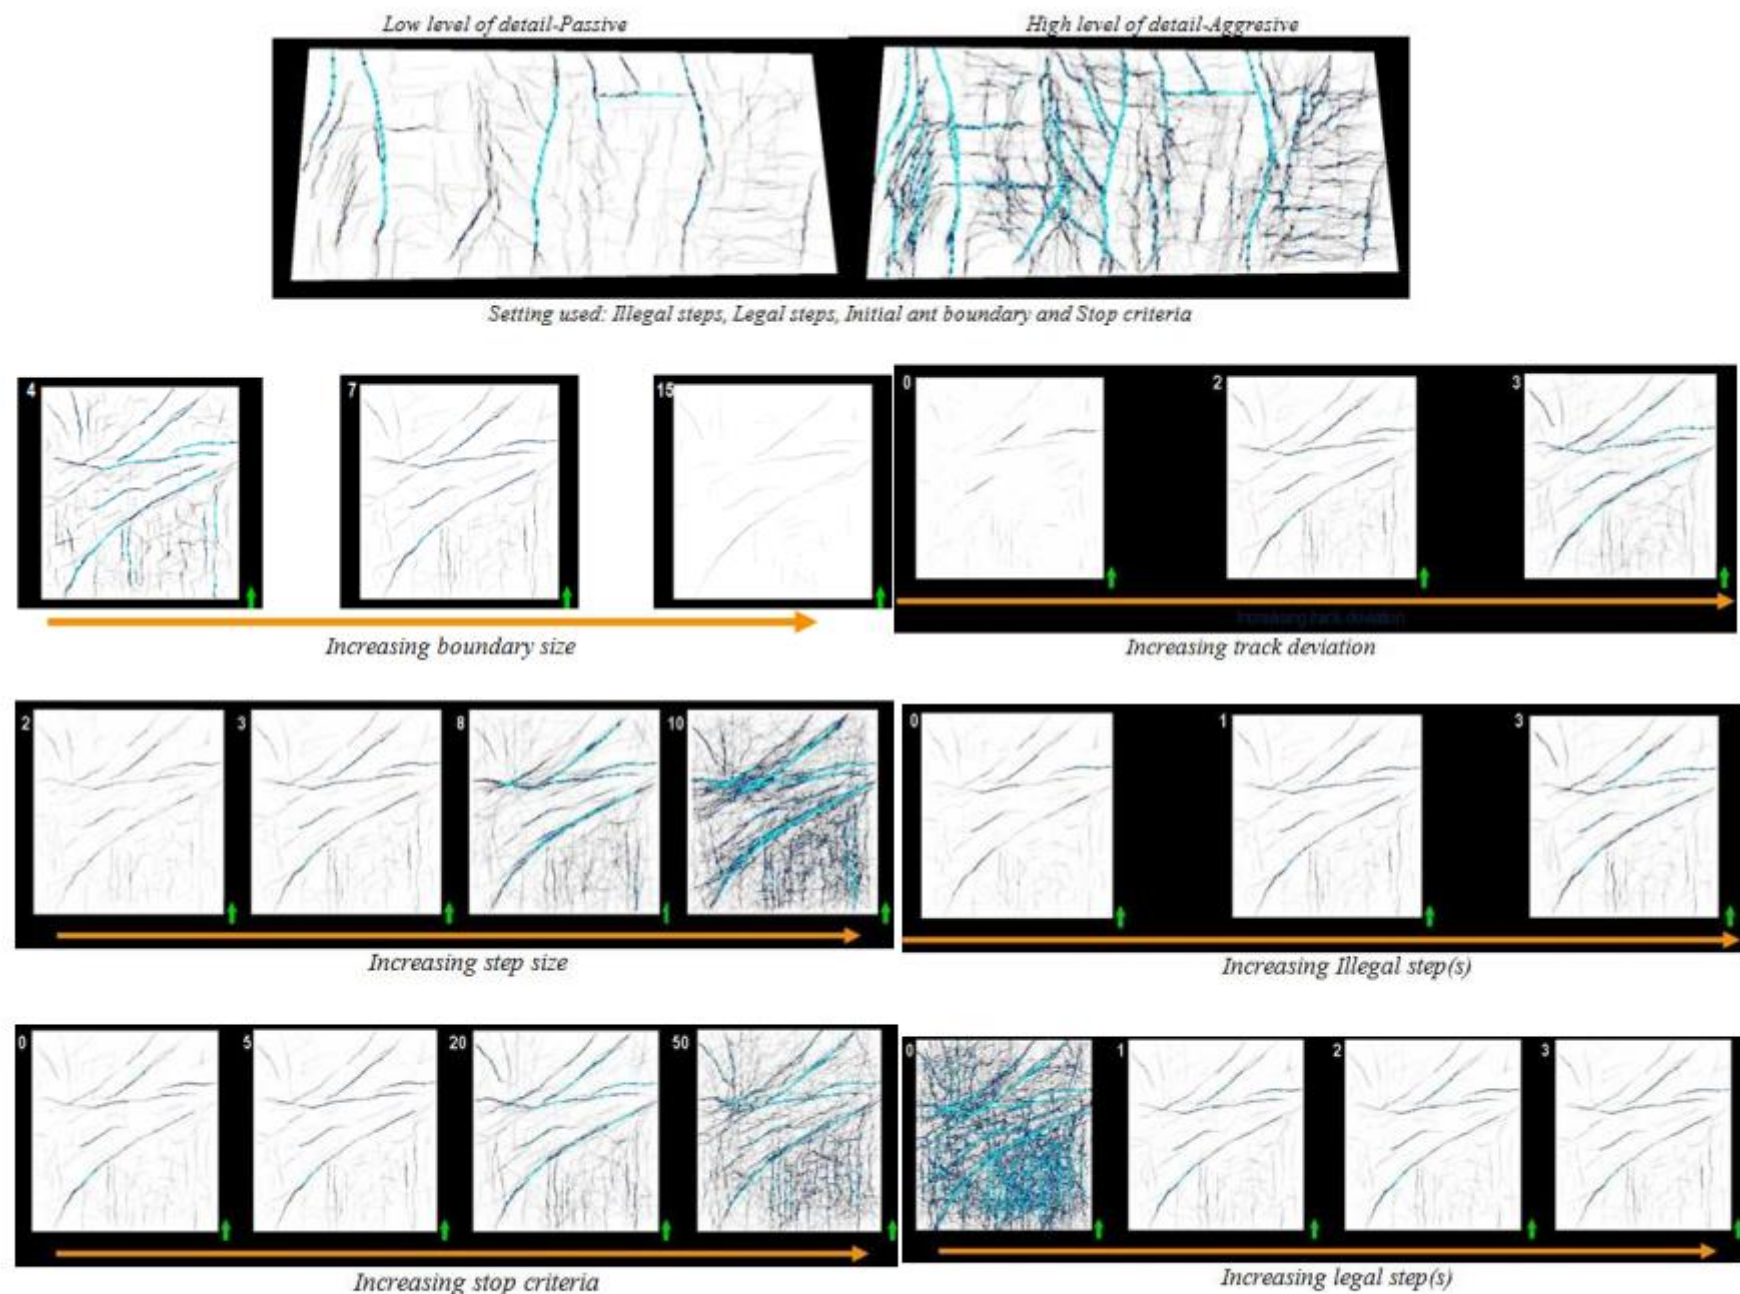 Low level of detail-Passive
High level of detail-Aggresive
Setting used: Illegal steps, Legal steps, Initial ant boundary and Stop criteria
4
7
15
Increasing boundary size
0
2
3
Increasing track deviation
Increasing track deviation
2
3
8
10
Increasing step size
0
1
3
Increasing Illegal step(s)
0
5
20
50
Increasing stop criteria
0
1
2
3
Increasing legal step(s)